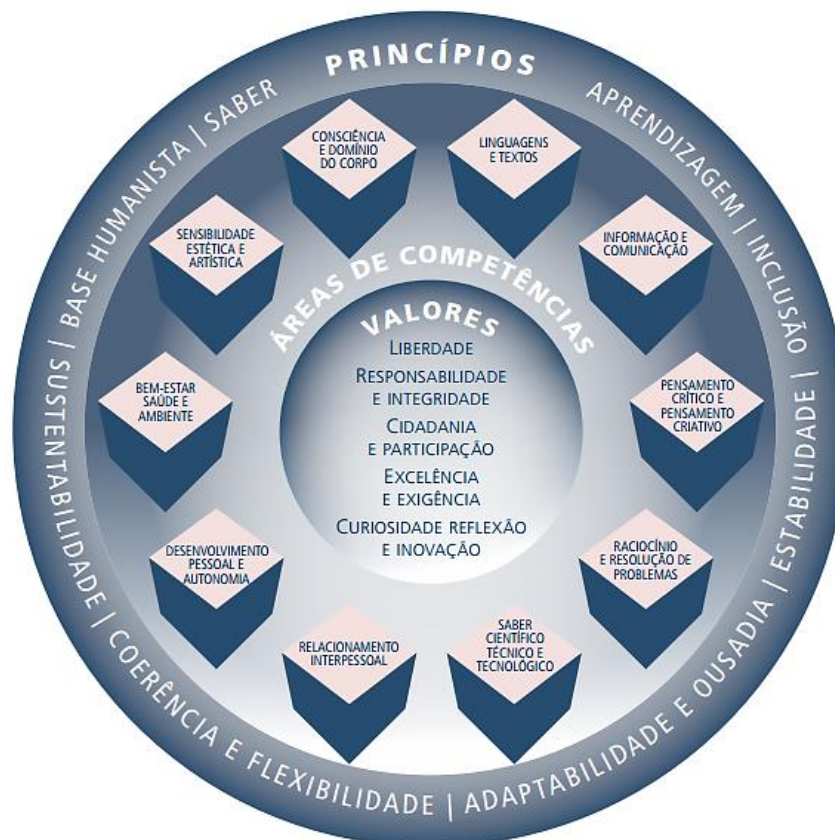 PRINCÍPIOS
BASE HUMANISTA | SABER
APRENDIZAGEM | INCLUSÃO |
ESTABILIDADE |
ADAPTABILIDADE E OUSADIA |
COERÊNCIA E FLEXIBILIDADE |
SUSTENTABILIDADE |
CONSCIÊNCIA
E DOMÍNIO
DO CORPO
LINGUAGENS
E TEXTOS
SENSIBILIDADE
ESTÉTICA E
ARTÍSTICA
INFORMAÇÃO E
COMUNICAÇÃO
ÁREAS DE COMPETÊNCIAS
VALORES
LIBERDADE
RESPONSABILIDADE
E INTEGRIDADE
CIDADANIA
E PARTICIPAÇÃO
EXCELÊNCIA
E EXIGÊNCIA
CURIOSIDADE REFLEXÃO
E INOVAÇÃO
BEM-ESTAR
SAÚDE E
AMBIENTE
PENSAMENTO
CRÍTICO E
PENSAMENTO
CRIATIVO
DESENVOLVIMENTO
PESSOAL E
AUTONOMIA
RACIOCÍNIO
E RESOLUÇÃO DE
PROBLEMAS
RELACIONAMENTO
INTERPESSOAL
SABER
CIENTÍFICO
TÉCNICO E
TECNOLÓGICO